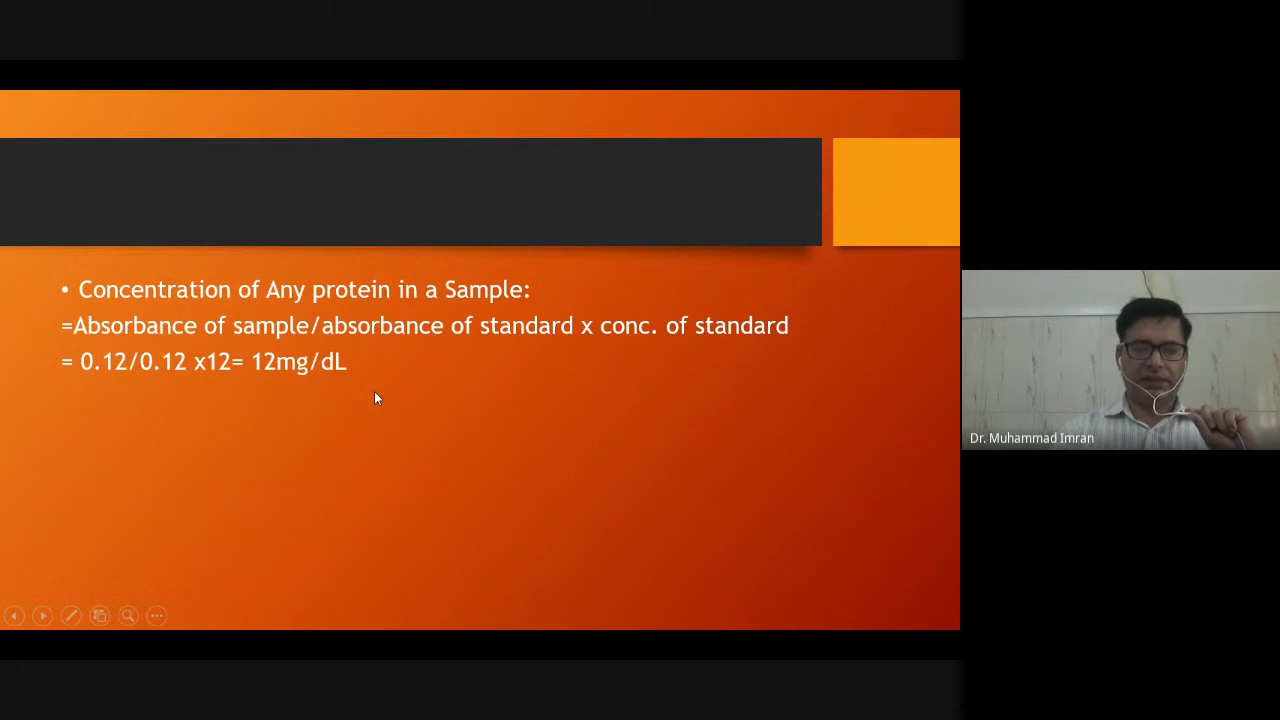 • Concentration of Any protein in a Sample:
=Absorbance of sample/absorbance of standard x conc. of standard
= 0.12/0.12 x12= 12mg/dL
Dr. Muhammad Imran